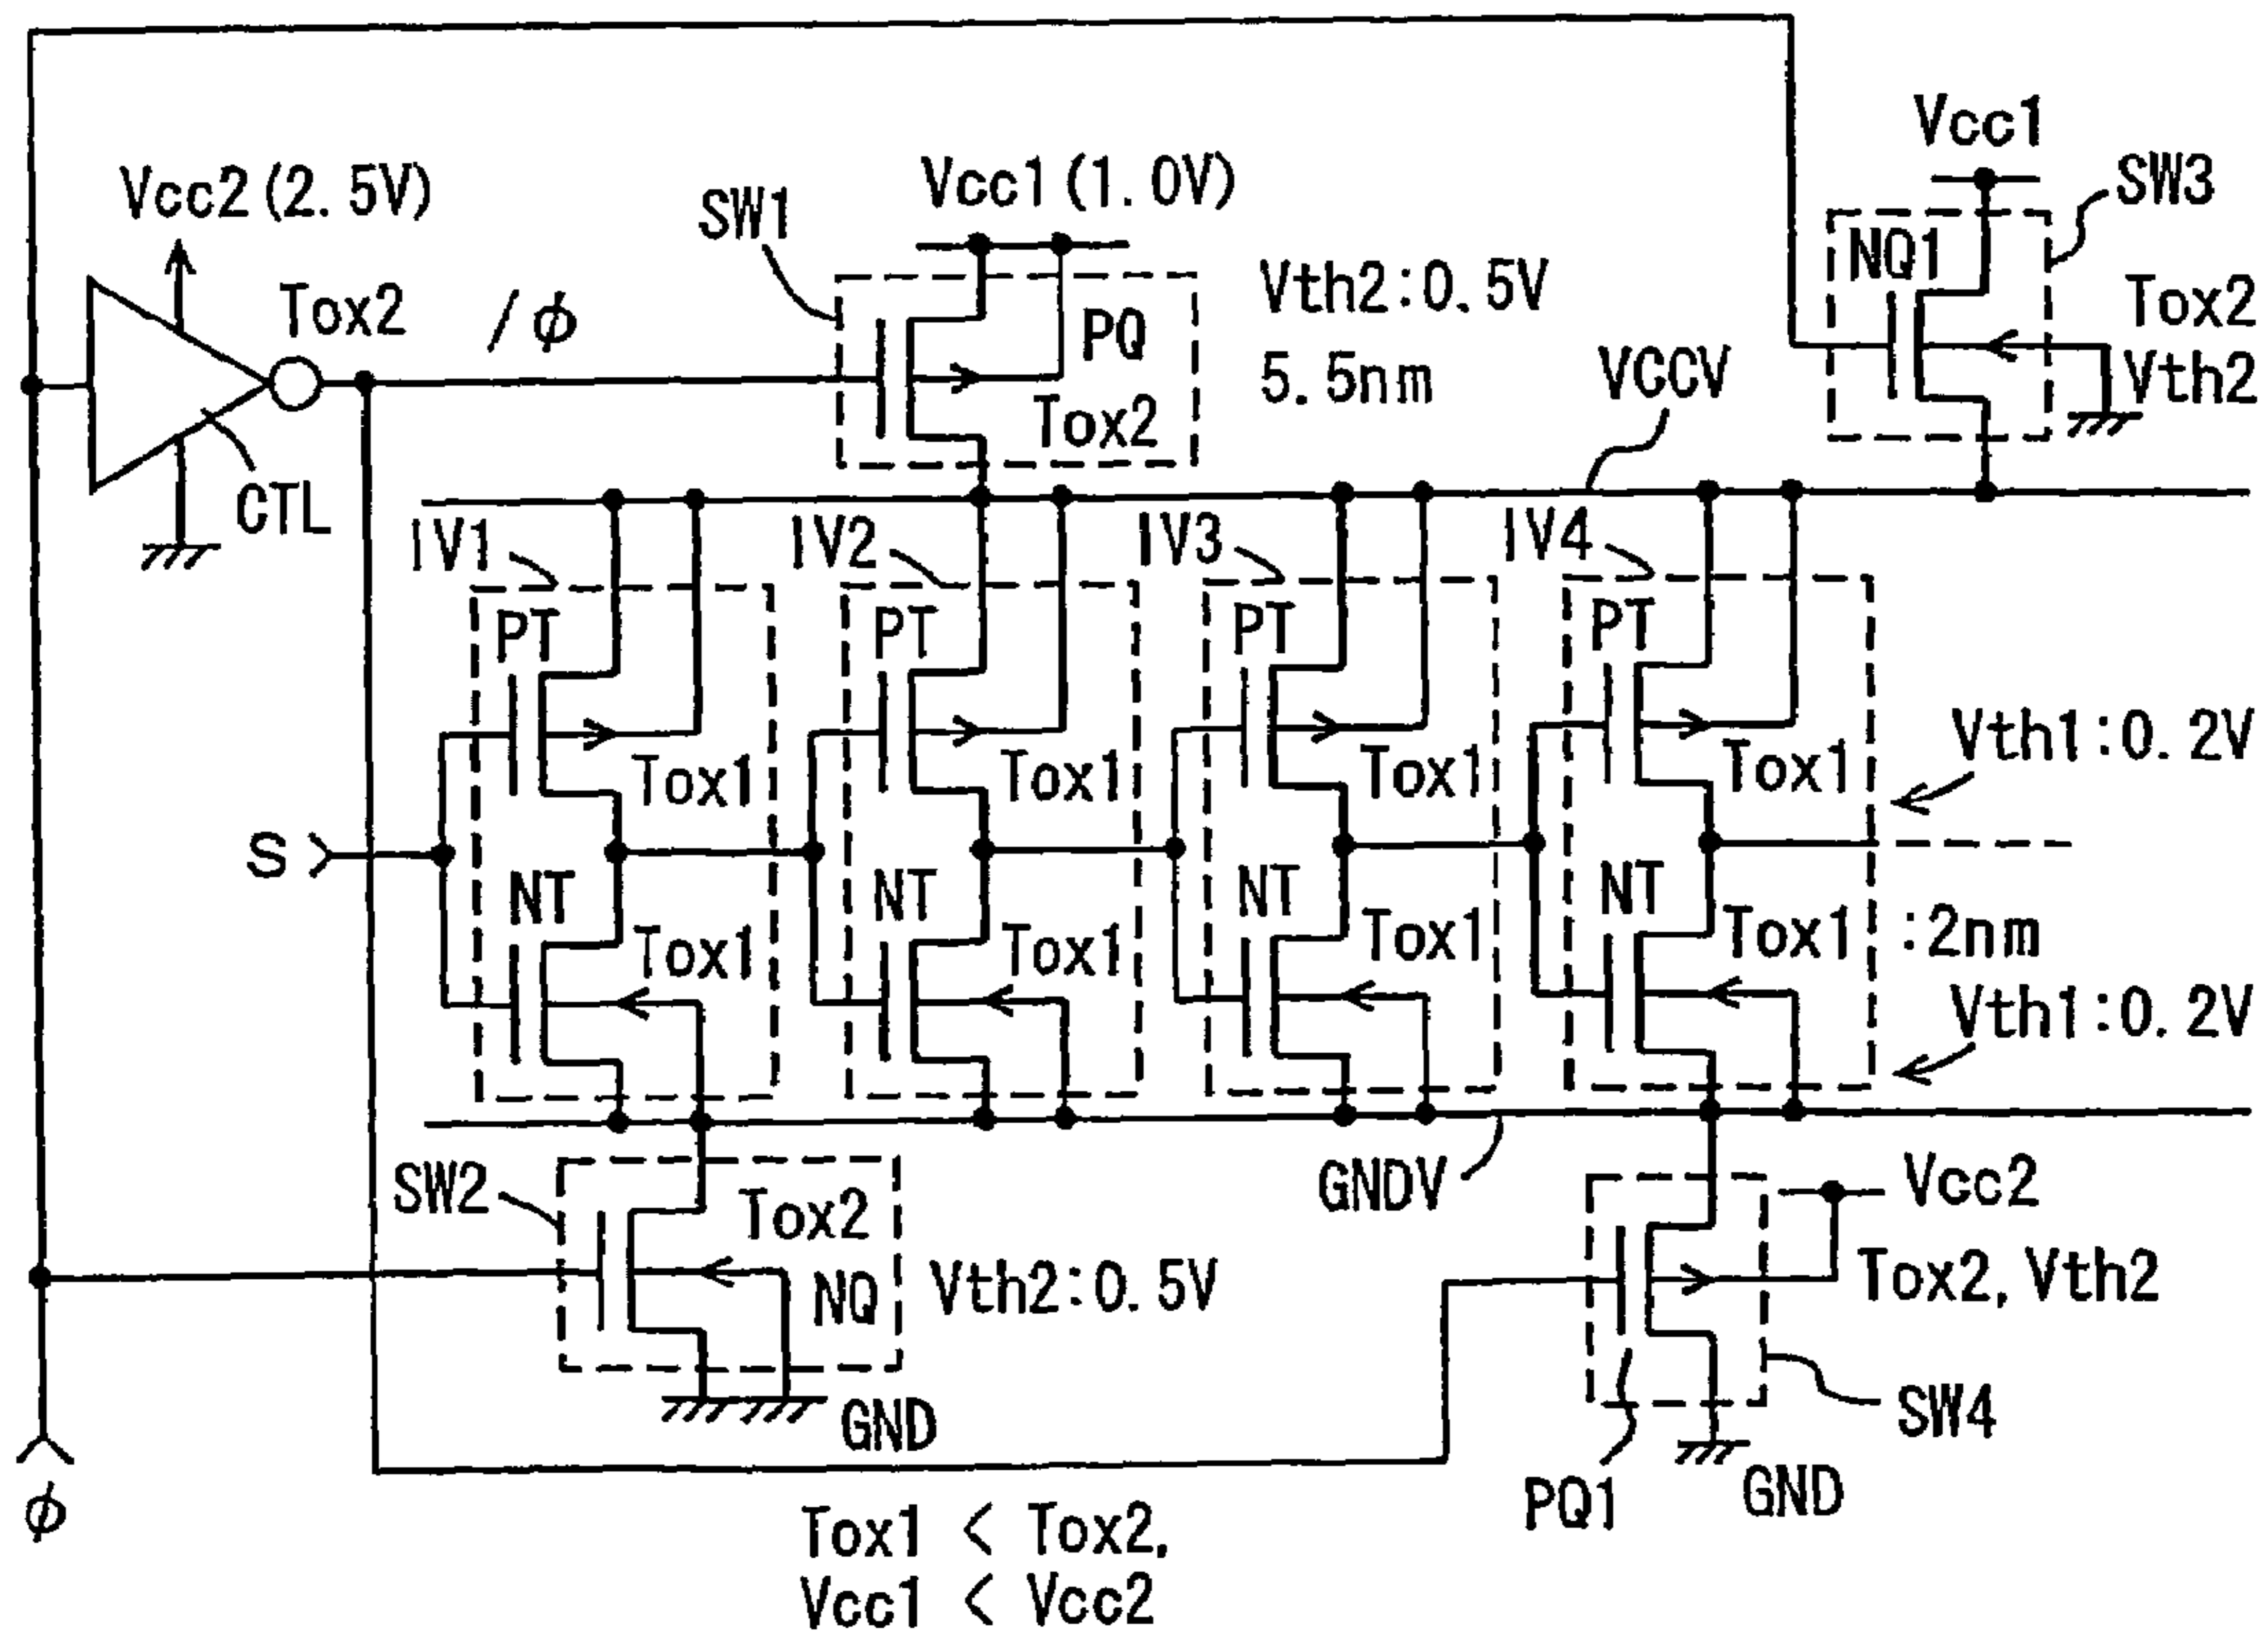 Vcc1
SW3
Vcc2(2.5V)
SW1
Vcc1(1.0V)
NQ1
Tox2
/φ
Vth2:0.5V
Tox2
PQ
5.5nm
VCCV
Vth2
Tox2
CTL
IV1
IV2
IV3
IV4
PT
PT
PT
PT
Vth1:0.2V
Tox1
Tox1
Tox1
Tox1
S
NT
NT
NT
NT
Tox1
Tox1
Tox1
Tox1 :2nm
Vth1:0.2V
SW2
Tox2
GNDV
Vcc2
NQ
Vth2:0.5V
Tox2, Vth2
GND
SW4
φ
PQ1
GND
Tox1 < Tox2,
Vcc1 < Vcc2